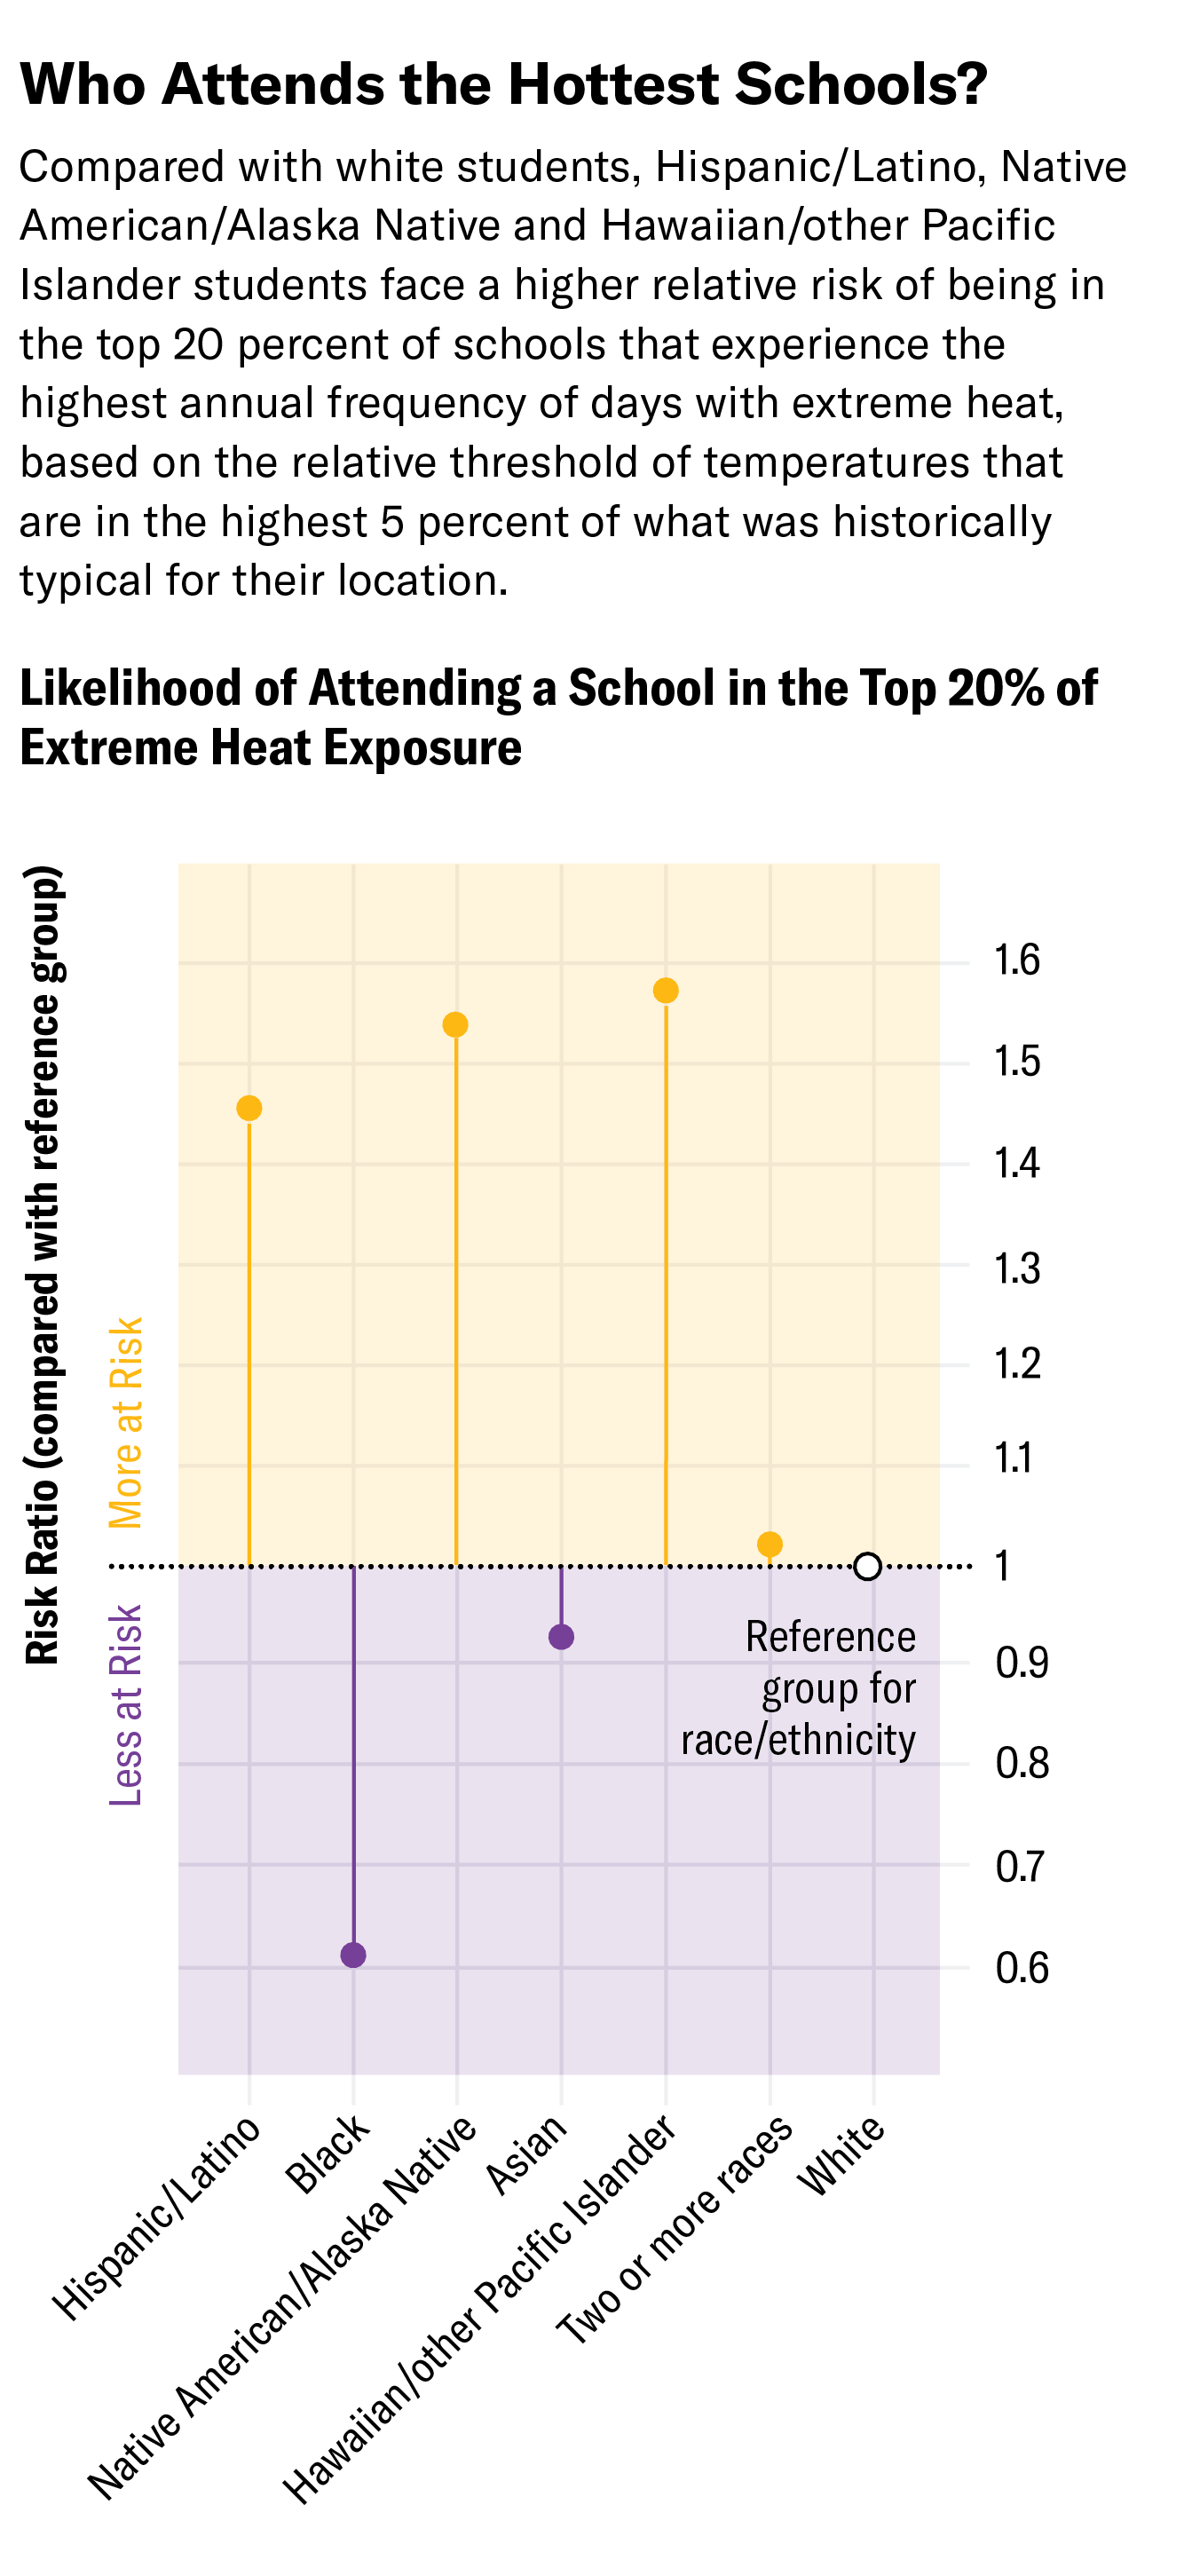 Who Attends the Hottest Schools?
Compared with white students, Hispanic/Latino, Native
American/Alaska Native and Hawaiian/other Pacific
Islander students face a higher relative risk of being in
the top 20 percent of schools that experience the
highest annual frequency of days with extreme heat,
based on the relative threshold of temperatures that
are in the highest 5 percent of what was historically
typical for their location.
Likelihood of Attending a School in the Top 20% of
Extreme Heat Exposure
Risk Ratio (compared with reference group)
More at Risk
Less at Risk
1.6
1.5
1.4
1.3
1.2
1.1
1
0.9
0.8
0.7
0.6
Reference
group for
race/ethnicity
Hispanic/Latino
Black
Native American/Alaska Native
Asian
Hawaiian/other Pacific Islander
Two or more races
White